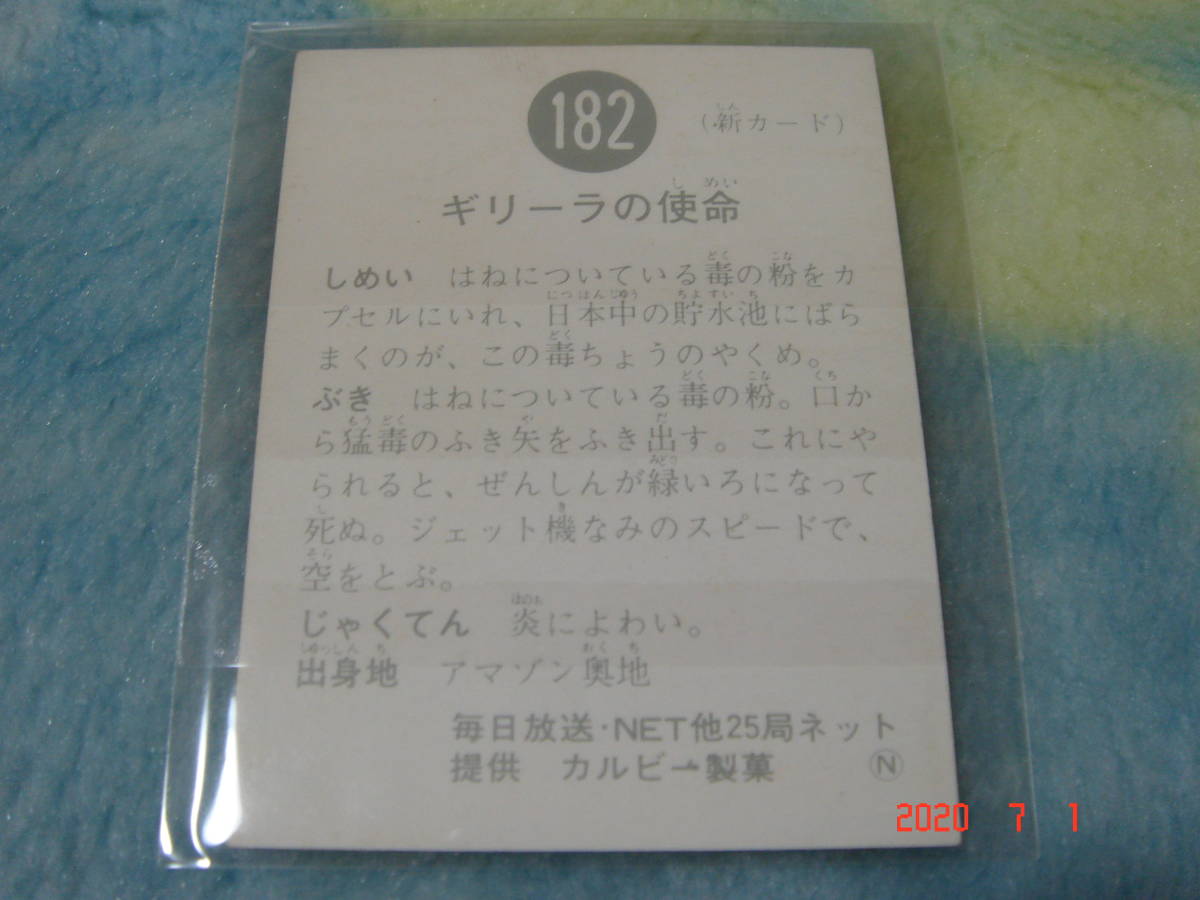 182
(新カード)
ギリーラの使命
しめい はねについている毒の粉をカ
プセルにいれ、日本中の貯水池にばら
まくのが、この毒ちょうのやくめ。
ぶき はねについている毒の粉。口か
ら猛毒のふき矢をふき出す。これにや
られると、ぜんしんが緑いろになって
死ぬ。ジェット機なみのスピードで、
空をとぶ。
じゃくてん 炎によわい。
出身地 アマゾン奥地
毎日放送・NET他25局ネット
提供 カルビー製菓 Ⓝ
2020 7 1